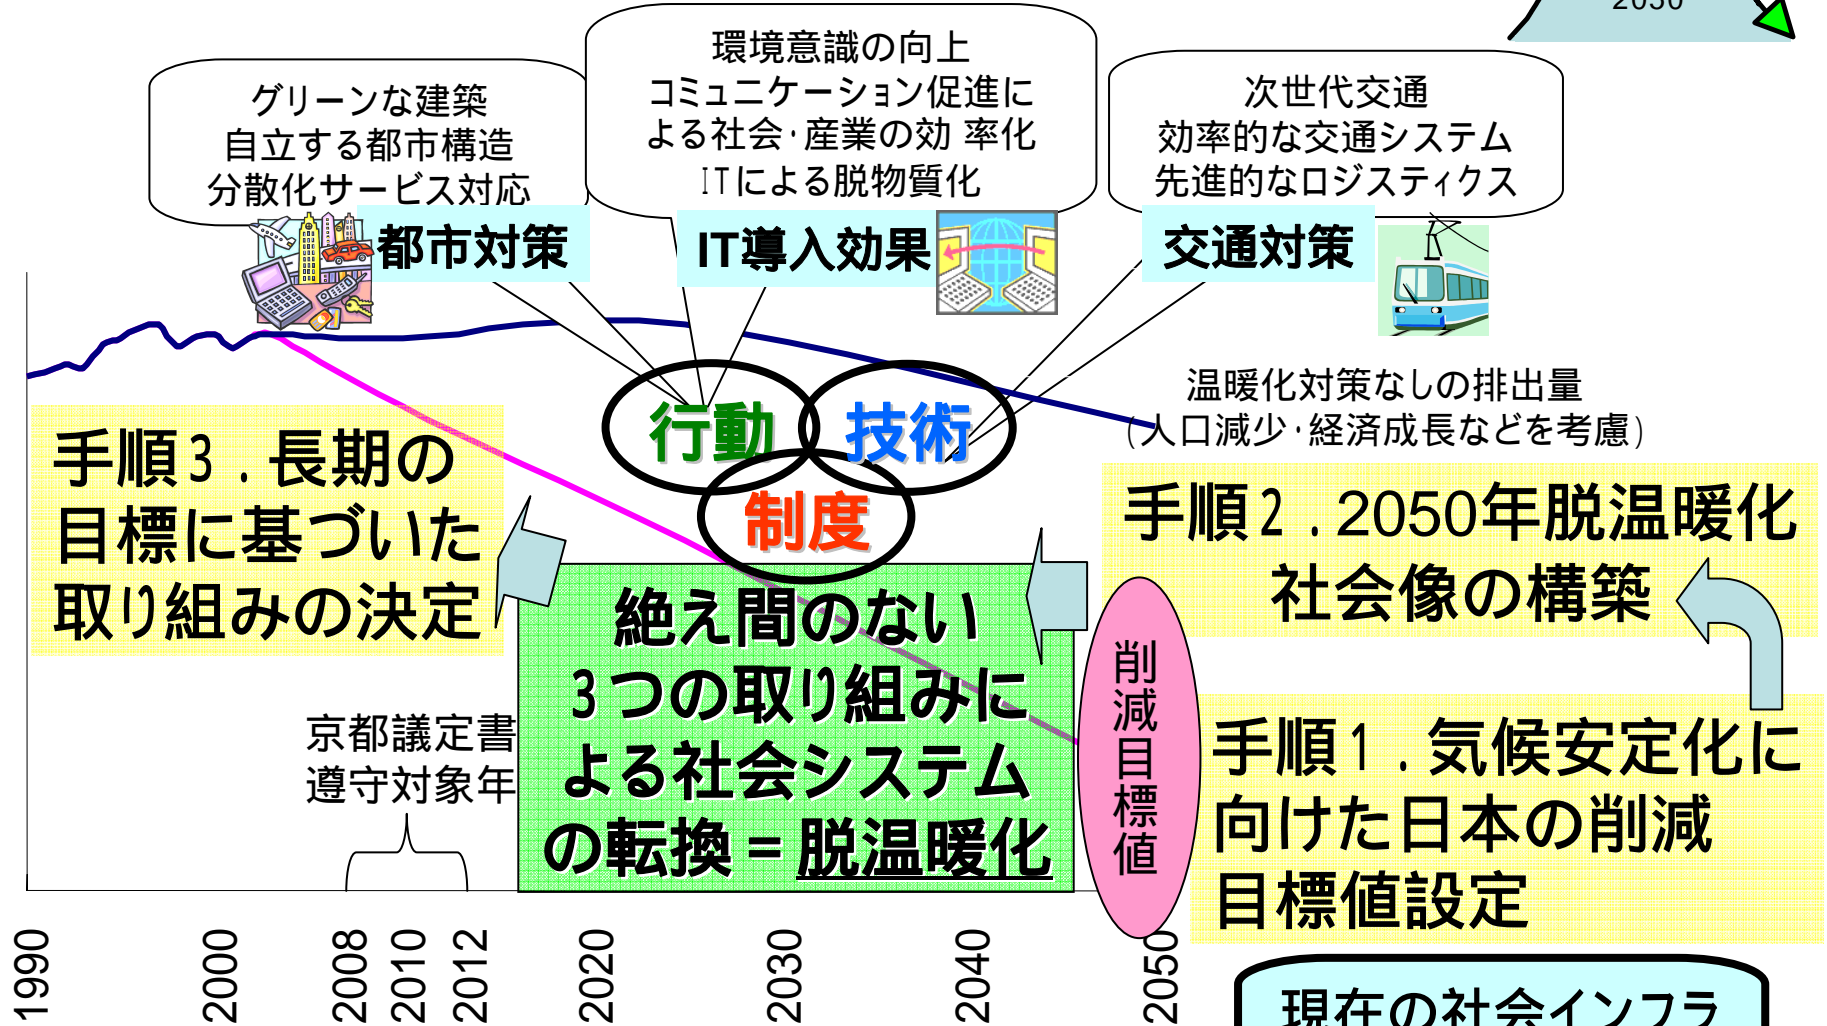 2050
グリーンな建築
自立する都市構造
分散化サービス対応
環境意識の向上
コミュニケーション促進に
よる社会・産業の効 率化
ITによる脱物質化
次世代交通
効率的な交通システム
先進的なロジスティクス
都市対策
IT導入効果
交通対策
行動
技術
制度
温暖化対策なしの排出量
(人口減少・経済成長などを考慮)
手順3．長期の
目標に基づいた
取り組みの決定
手順2．2050年脱温暖化
社会像の構築
絶え間のない
3つの取り組みに
よる社会システム
の転換=脱温暖化
削減目標値
手順1．気候安定化に
向けた日本の削減
目標値設定
京都議定書
遵守対象年
1990
2000
2008
2010
2012
2020
2030
2040
2050
現在の社会インフラ